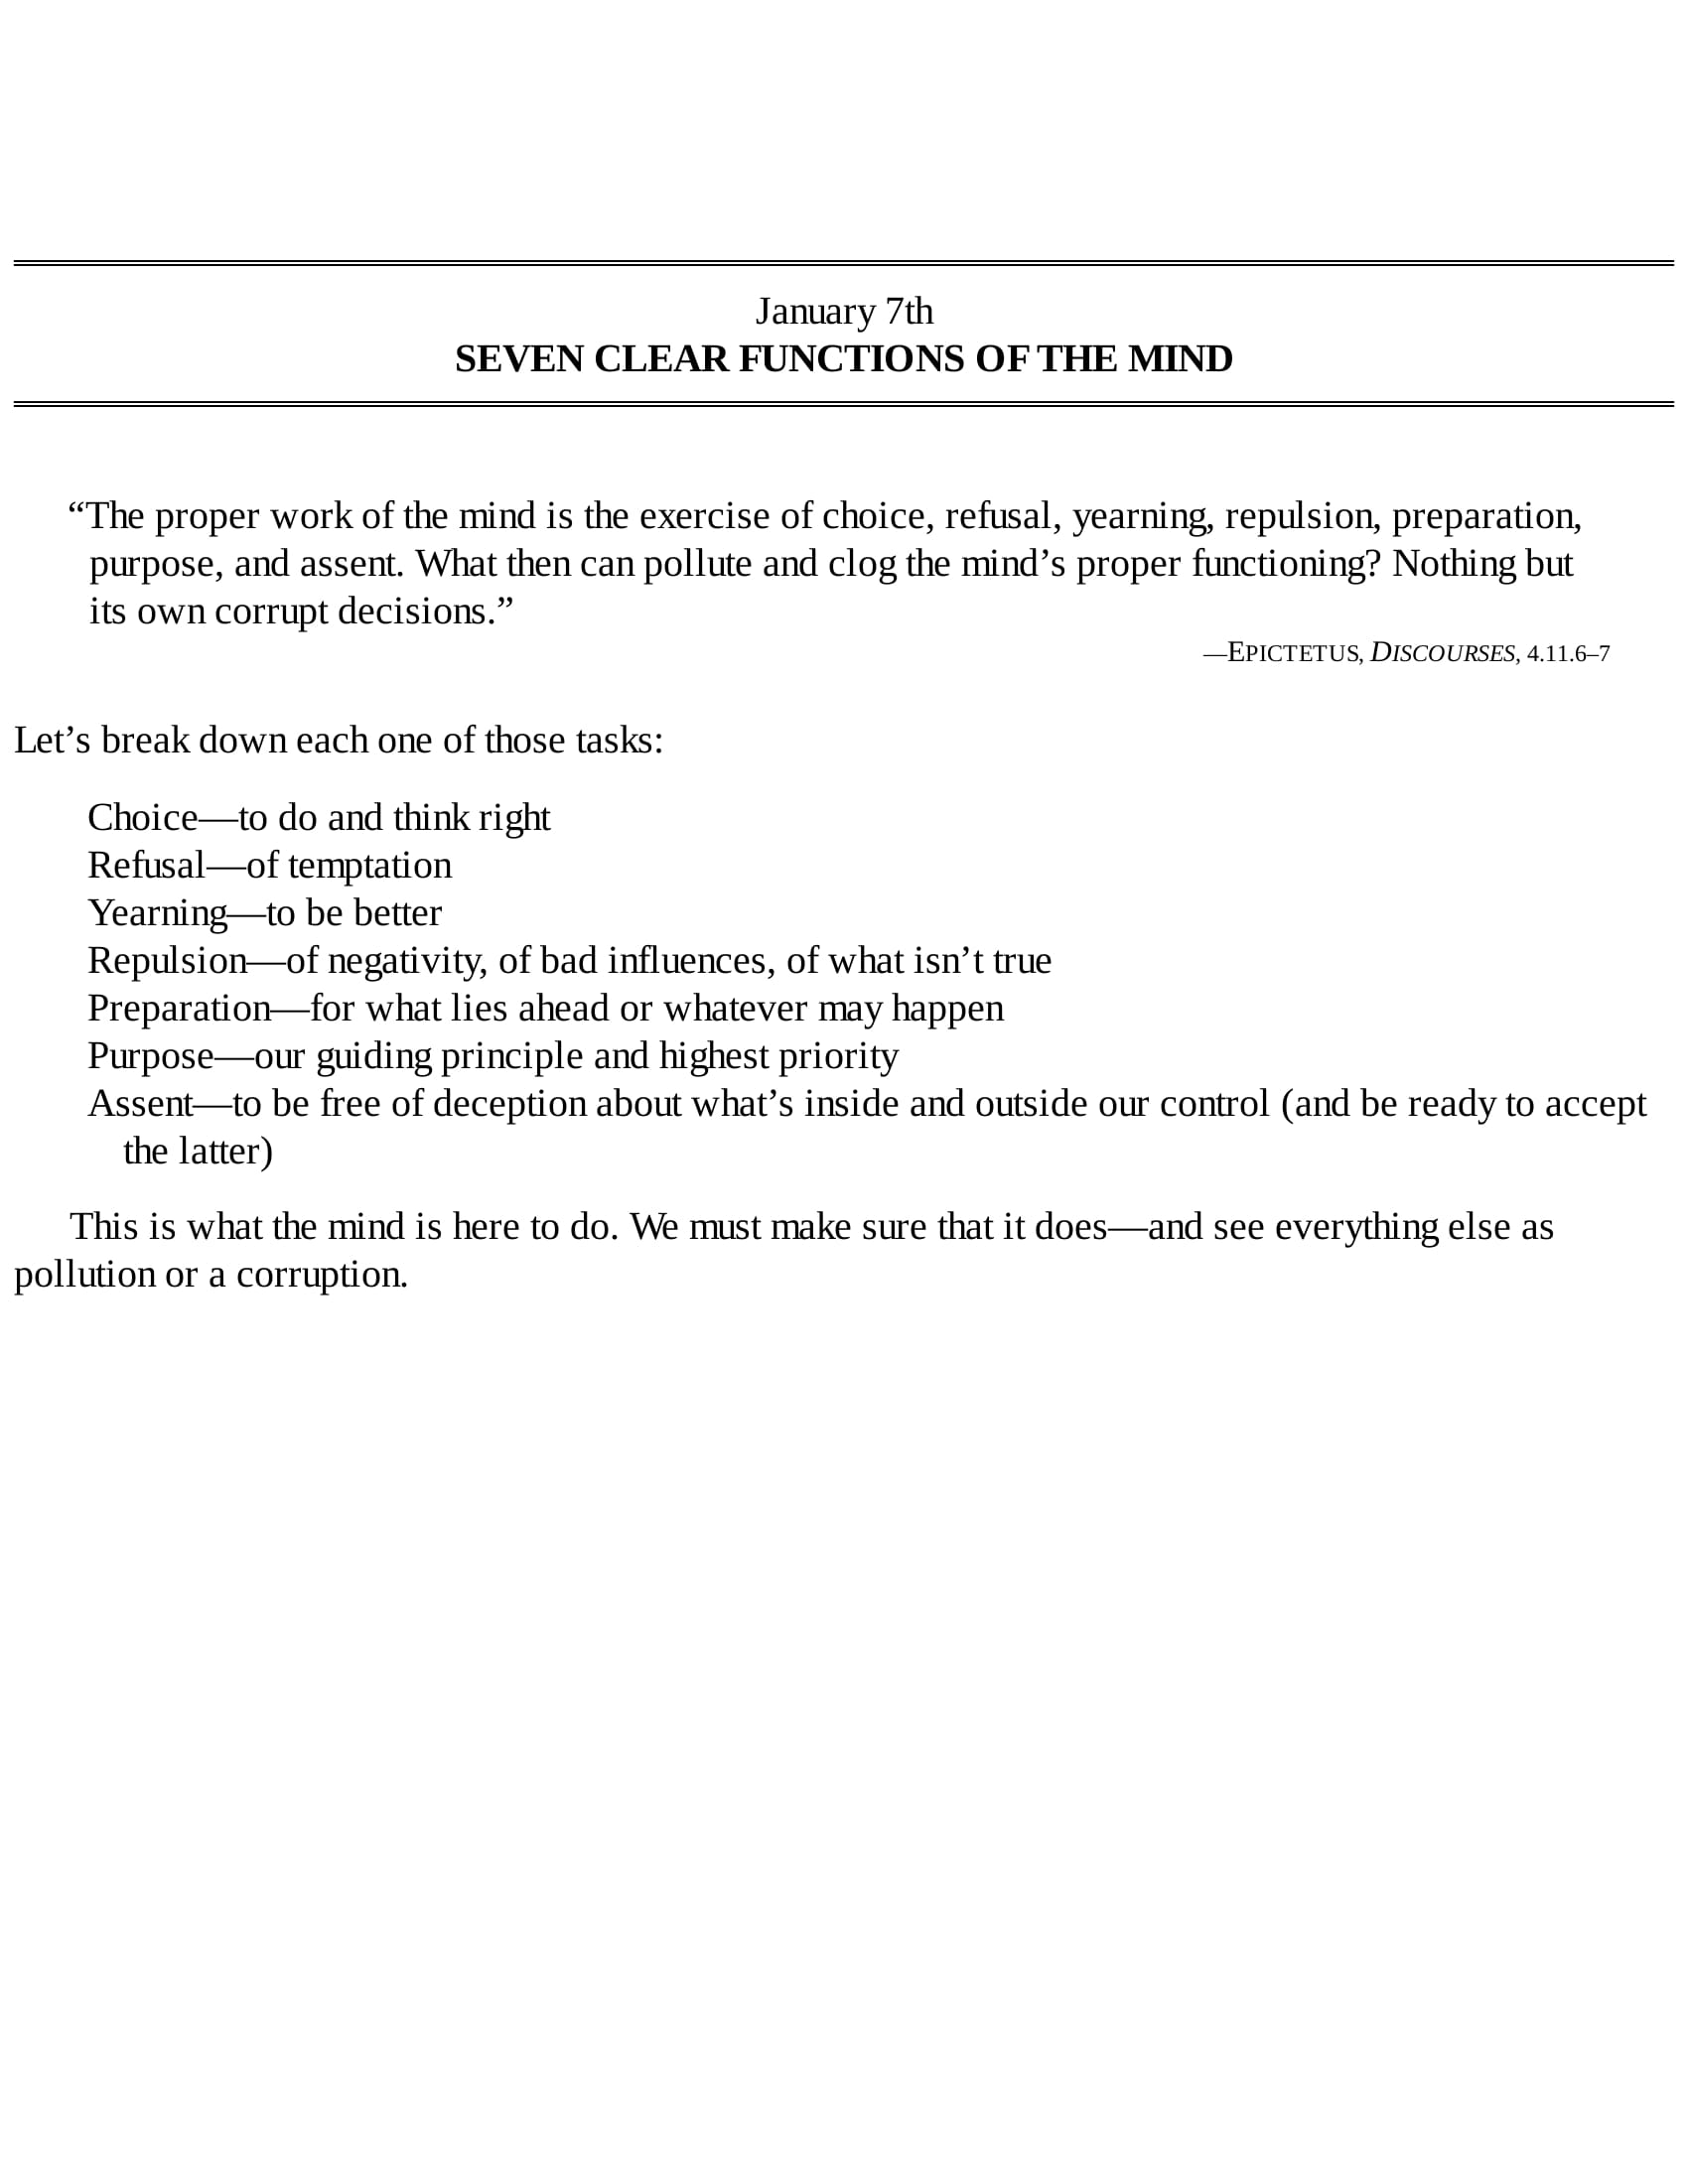 January 7th
SEVEN CLEAR FUNCTIONS OF THE MIND
“The proper work of the mind is the exercise of choice, refusal, yearning, repulsion, preparation,
purpose, and assent. What then can pollute and clog the mind’s proper functioning? Nothing but
its own corrupt decisions.”
—EPICTETUS, DISCOURSES, 4.11.6–7
Let’s break down each one of those tasks:
Choice—to do and think right
Refusal—of temptation
Yearning—to be better
Repulsion—of negativity, of bad influences, of what isn’t true
Preparation—for what lies ahead or whatever may happen
Purpose—our guiding principle and highest priority
Assent—to be free of deception about what’s inside and outside our control (and be ready to accept
the latter)
This is what the mind is here to do. We must make sure that it does—and see everything else as
pollution or a corruption.